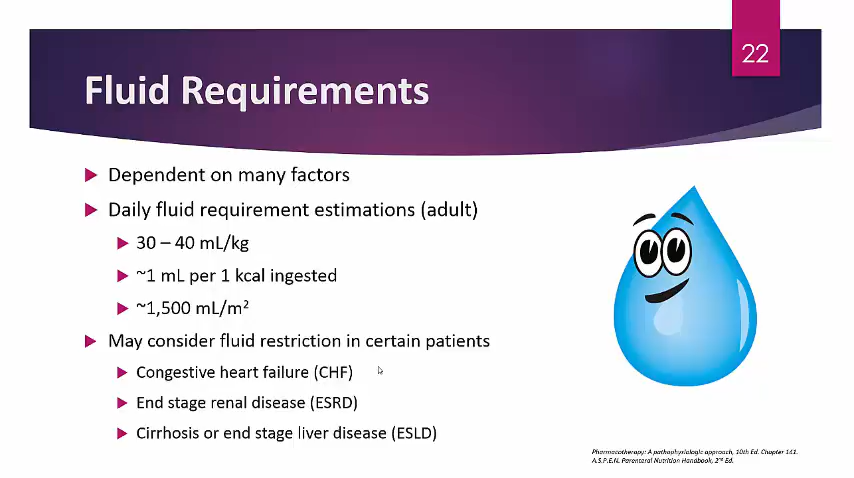 22
Fluid Requirements
Dependent on many factors
Daily fluid requirement estimations (adult)
30 – 40 mL/kg
~1 mL per 1 kcal ingested
~1,500 mL/m²
May consider fluid restriction in certain patients
Congestive heart failure (CHF)
End stage renal disease (ESRD)
Cirrhosis or end stage liver disease (ESLD)
Pharmacotherapy: A pathophysiologic approach, 10th Ed. Chapter 141.
A.S.P.E.N. Parenteral Nutrition Handbook, 2ⁿᵈ Ed.